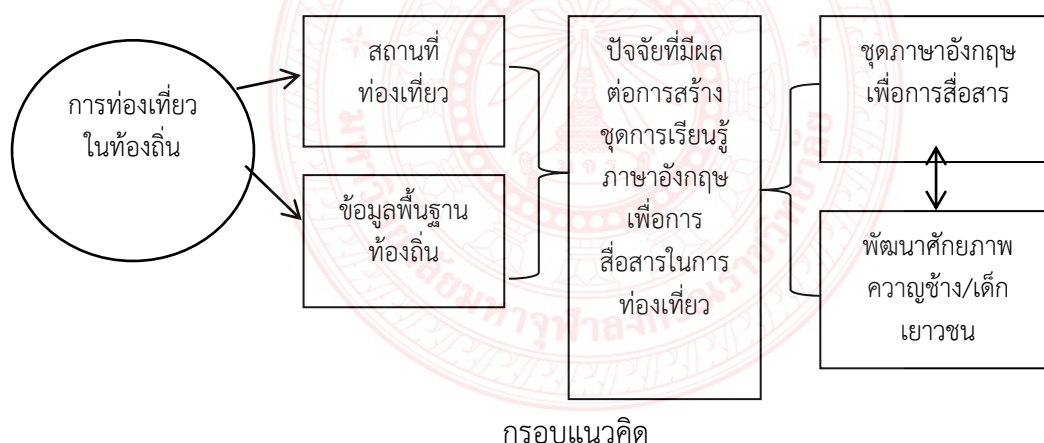 การท่องเที่ยว
ในท้องถิ่น
สถานที่
ท่องเที่ยว
ข้อมูลพื้นฐาน
ท้องถิ่น
ปัจจัยที่มีผล
ต่อการสร้าง
ชุดการเรียนรู้
ภาษาอังกฤษ
เพื่อการ
สื่อสารในการ
ท่องเที่ยว
ชุดภาษาอังกฤษ
เพื่อการสื่อสาร
พัฒนาศักยภาพ
ควาญช้าง/เด็ก
เยาวชน
กรอบแนวคิด